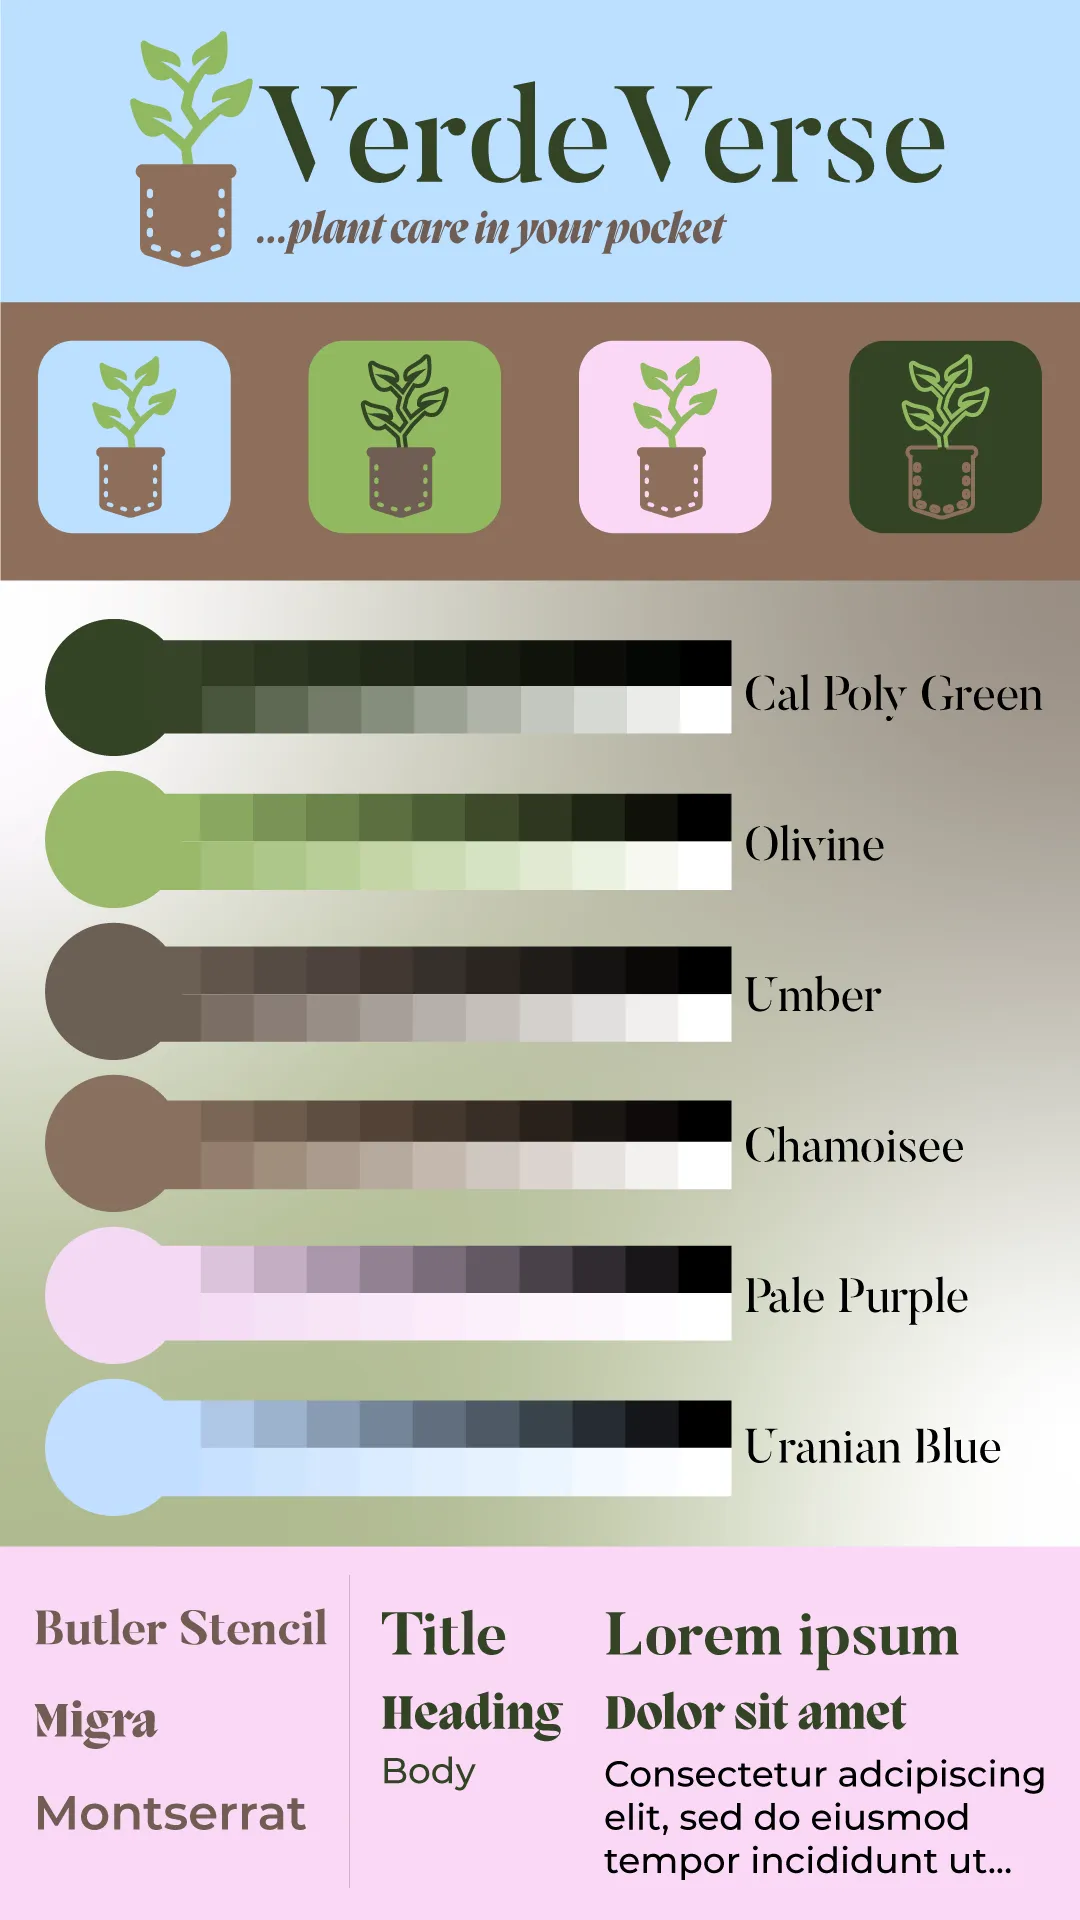 VerdeVerse
...plant care in your pocket
Cal Poly Green
Olivine
Umber
Chamoisee
Pale Purple
Uranian Blue
Butler Stencil
Migra
Montserrat
Title
Heading
Body
Lorem ipsum
Dolor sit amet
Consectetur adcipiscing
elit, sed do eiusmod
tempor incididunt ut...